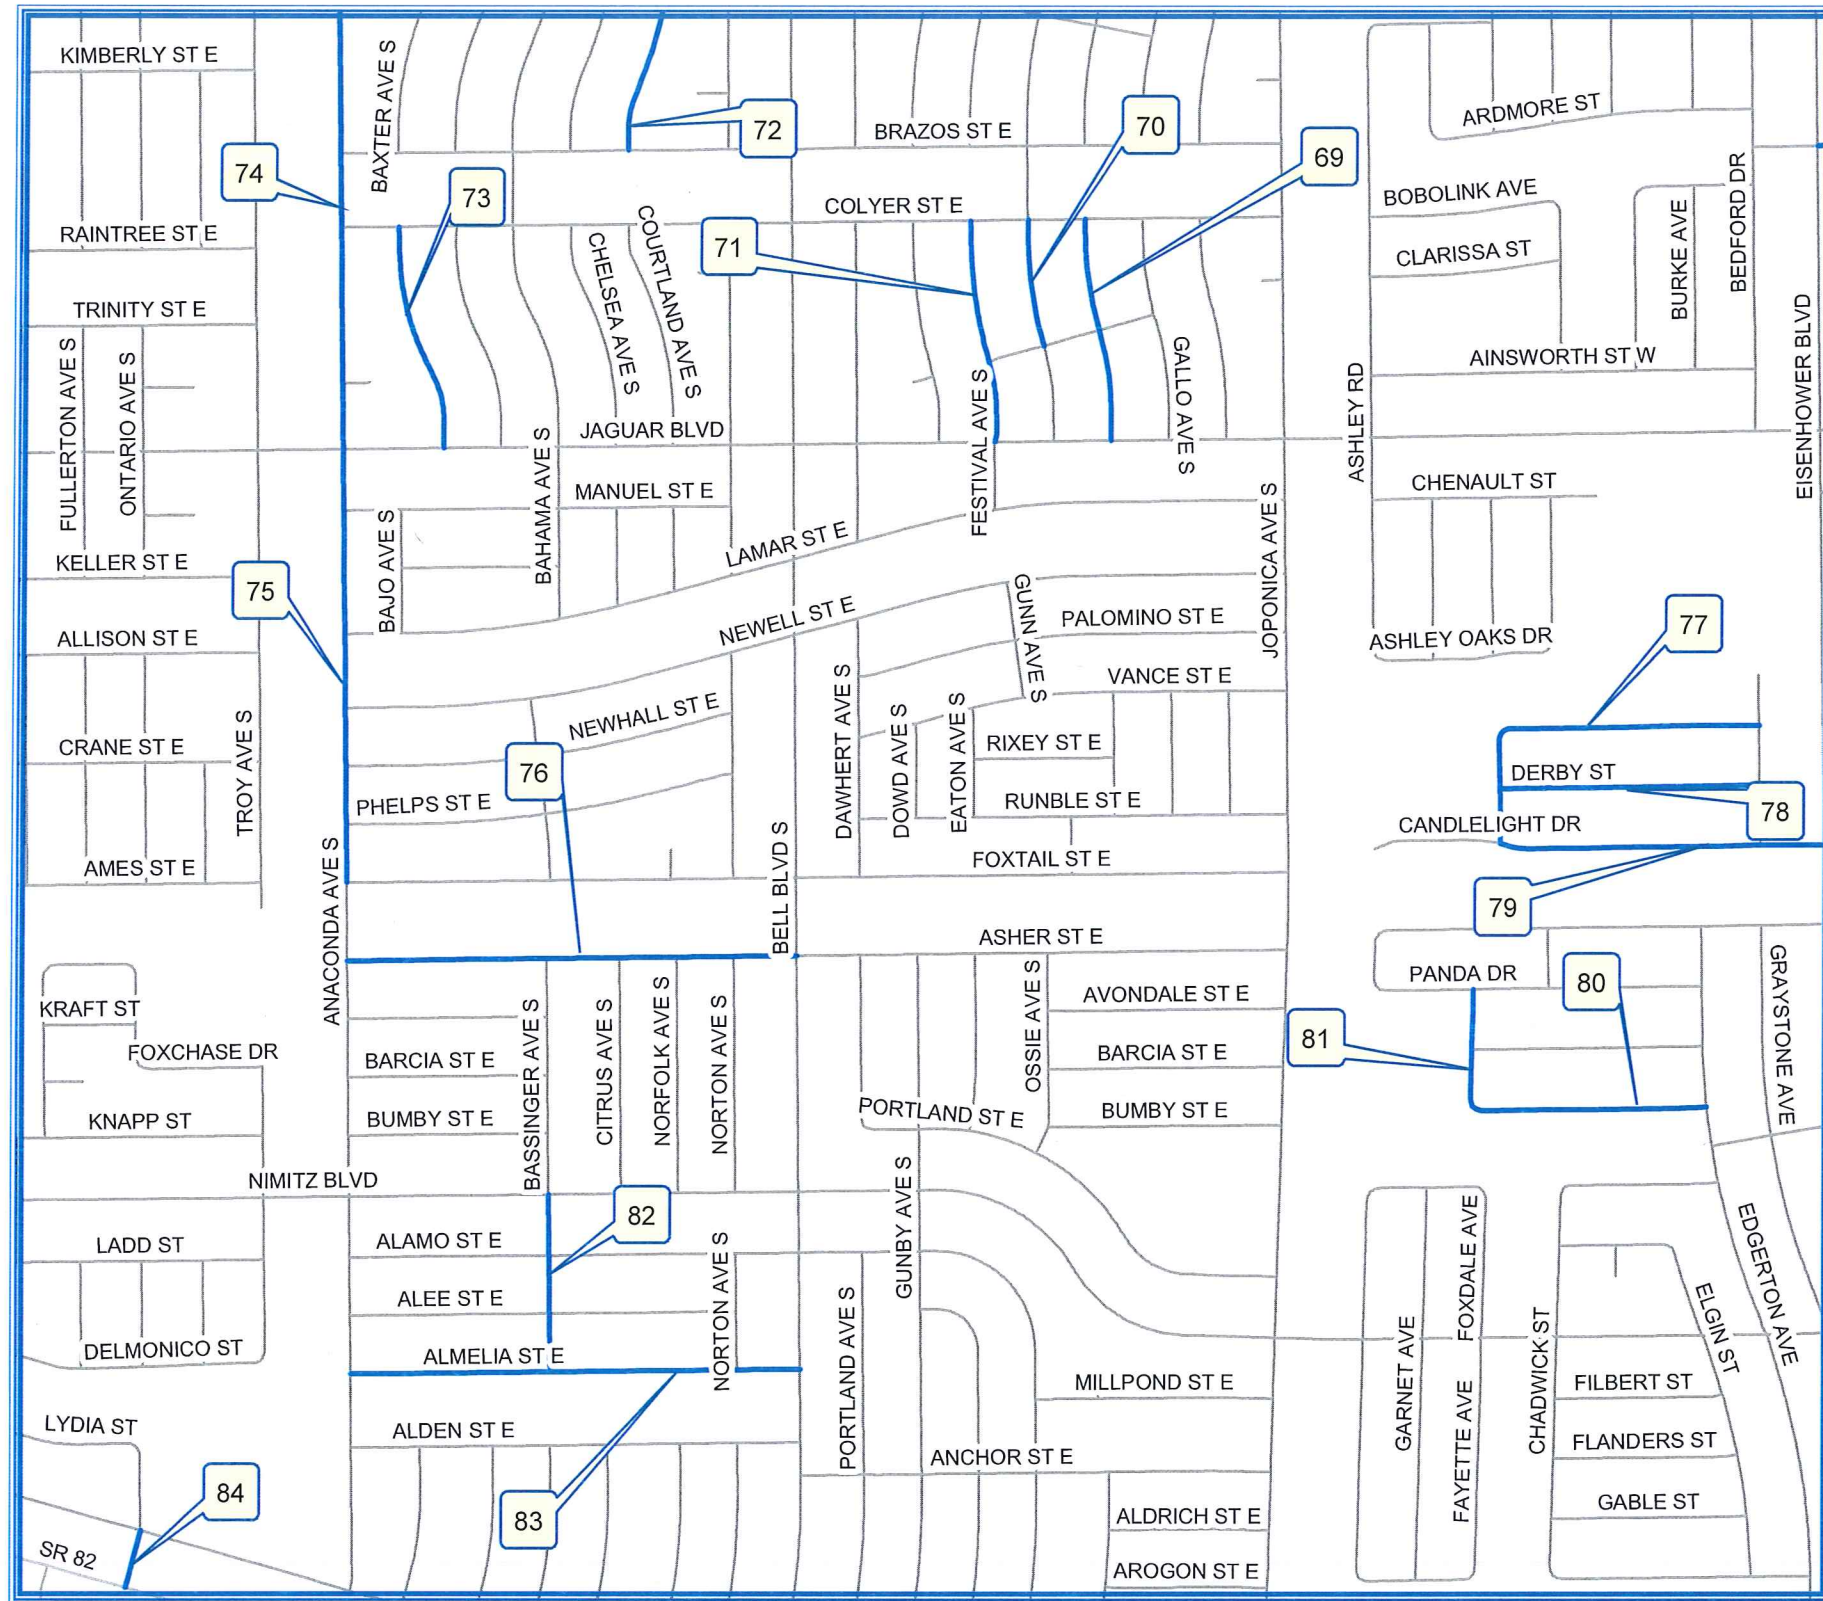 KIMBERLY ST E
BAXTER AVE S
72
BRAZOS ST E
70
69
ARDMORE ST
74
73
BOBOLINK AVE
BEDFORD DR
RAINTREE ST E
COURTLAND AVE S
COLYER ST E
71
CLARISSA ST
BURKE AVE
CHELSEA AVE S
TRINITY ST E
EISENHOWER BLVD
FULLERTON AVE S
ONTARIO AVE S
AINSWORTH ST W
GALLO AVE S
FESTIVAL AVE S
ASHLEY RD
JAGUAR BLVD
BAHAMA AVE S
MANUEL ST E
CHENAULT ST
BAJO AVE S
LAMAR ST E
JOPONICA AVE S
KELLER ST E
75
NEWELL ST E
GUNN AVE S
PALOMINO ST E
77
ALLISON ST E
ASHLEY OAKS DR
VANCE ST E
DAWHERT AVE S
DOWD AVE S
EATON AVE S
NEWHALL ST E
CRANE ST E
TROY AVE S
76
RIXEY ST E
DERBY ST
PHELPS ST E
RUNBLE ST E
78
CANDLELIGHT DR
AMES ST E
FOXTAIL ST E
ANACONDA AVE S
BELL BLVD S
79
ASHER ST E
PANDA DR
80
GRAYSTONE AVE
KRAFT ST
OSSIE AVE S
AVONDALE ST E
81
FOXCHASE DR
BARCIA ST E
BASSINGER AVE S
CITRUS AVE S
NORFOLK AVE S
NORTON AVE S
BARCIA ST E
KNAPP ST
BUMBY ST E
PORTLAND ST E
BUMBY ST E
NIMITZ BLVD
82
GUNBY AVE S
LADD ST
ALAMO ST E
NORTON AVE S
FOXDALE AVE
EDGERTON AVE
ALEE ST E
PORTLAND AVE S
ELGIN ST
DELMONICO ST
ALMELIA ST E
GARNET AVE
CHADWICK ST
MILLPOND ST E
FILBERT ST
LYDIA ST
ALDEN ST E
FAYETTE AVE
FLANDERS ST
ANCHOR ST E
84
83
GABLE ST
ALDRICH ST E
SR 82
AROGON ST E